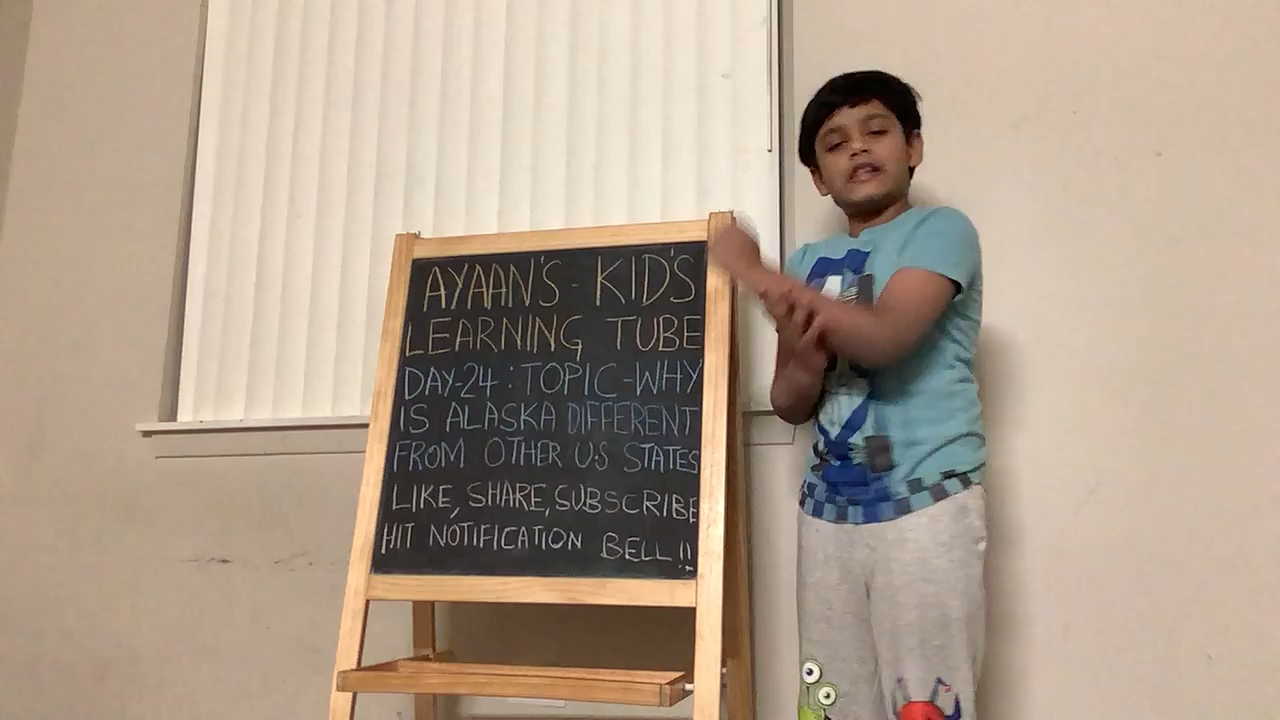 AYAAN'S - KID'S
LEARNING TUBE
DAY-24 : TOPIC - WHY
IS ALASKA DIFFERENT
FROM OTHER U.S STATES
LIKE, SHARE, SUBSCRIBE
HIT NOTIFICATION BELL !!